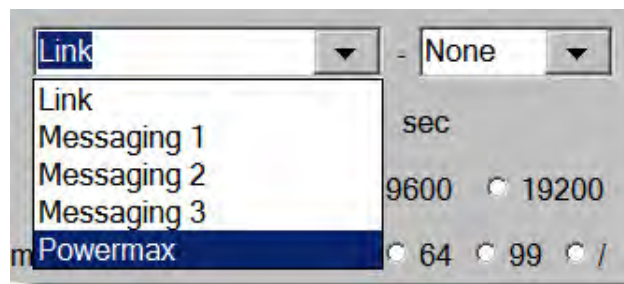 Link - None
Link
Messaging 1
sec
Messaging 2
9600 19200
Messaging 3
m Powermax 64 99 /